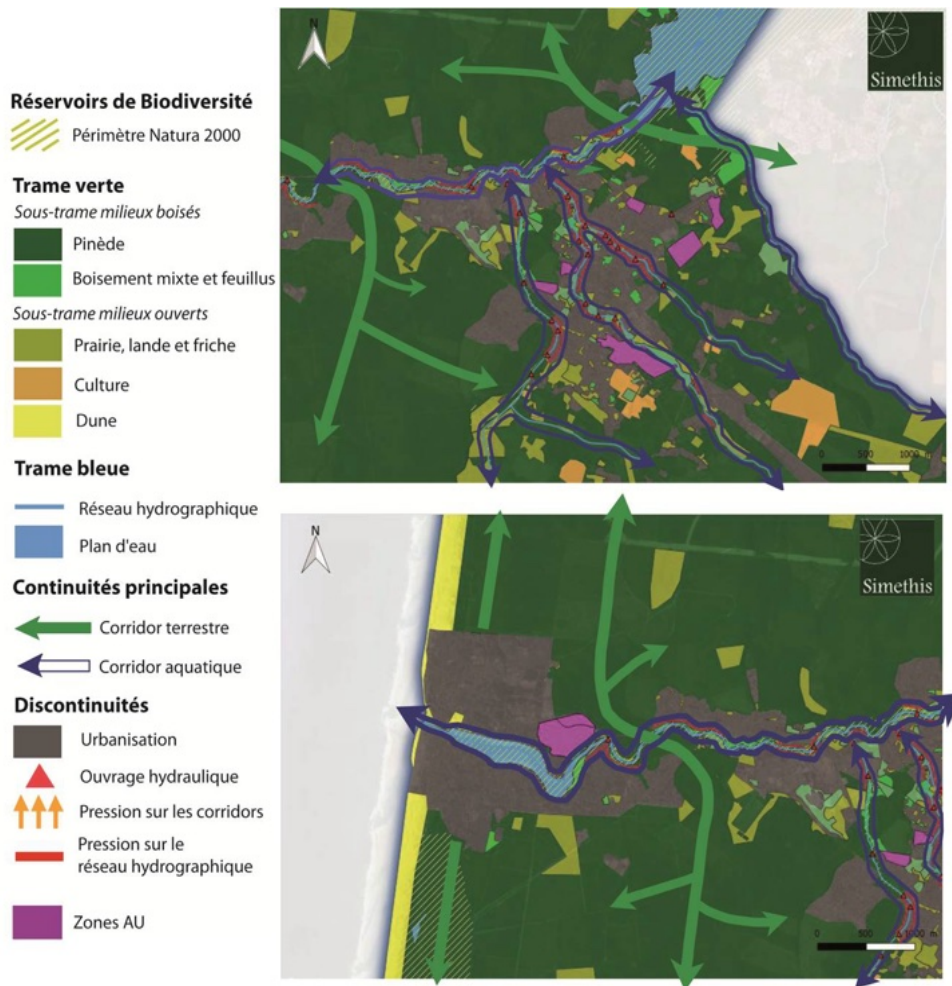 Réservoirs de Biodiversité
Périmètre Natura 2000
Trame verte
Sous-trame milieux boisés
Pinède
Boisement mixte et feuillus
Sous-trame milieux ouverts
Prairie, lande et friche
Culture
Dune
Trame bleue
Réseau hydrographique
Plan d'eau
Continuités principales
Corridor terrestre
Corridor aquatique
Discontinuités
Urbanisation
Ouvrage hydraulique
Pression sur les corridors
Pression sur le
réseau hydrographique
Zones AU
N
Simethis
0 500 1000 m
N
Simethis
0 500 1000 m